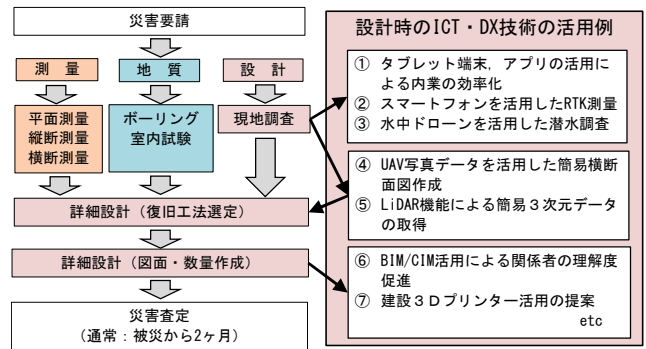 災害要請
測　量
地　質
設　計
平面測量
縦断測量
横断測量
ボーリング
室内試験
現地調査
詳細設計（復旧工法選定）
詳細設計（図面・数量作成）
災害査定
（通常：被災から2ヶ月）
設計時のICT・DX技術の活用例
① タブレット端末，アプリの活用に
よる内業の効率化
② スマートフォンを活用したRTK測量
③ 水中ドローンを活用した潜水調査
④ UAV写真データを活用した簡易横断
面図作成
⑤ LiDAR機能による簡易３次元データ
の取得
⑥ BIM/CIM活用による関係者の理解度
促進
⑦ 建設３Ｄプリンター活用の提案
etc